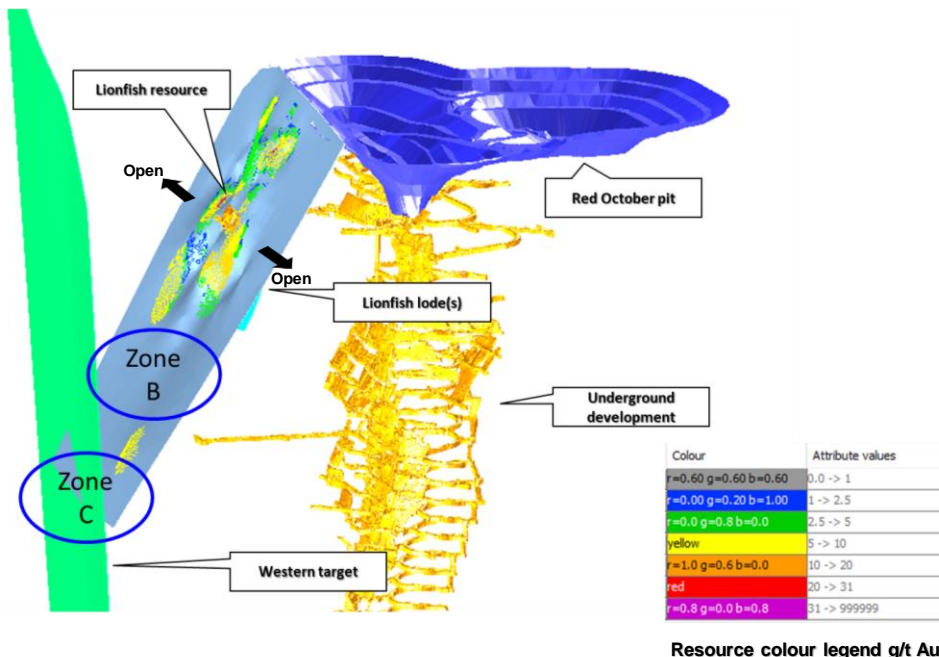 Lionfish resource
Open
Red October pit
Open
Lionfish lode(s)
Zone
B
Underground
development
Zone
C
Western target
Colour Attribute values
r=0.60 g=0.60 b=0.60 0.0 -> 1
r=0.00 g=0.20 b=1.00 1 -> 2.5
r=0.0 g=0.8 b=0.0 2.5 -> 5
yellow 5 -> 10
r=1.0 g=0.6 b=0.0 10 -> 20
red 20 -> 31
r=0.8 g=0.0 b=0.8 31 -> 999999
Resource colour legend g/t Au